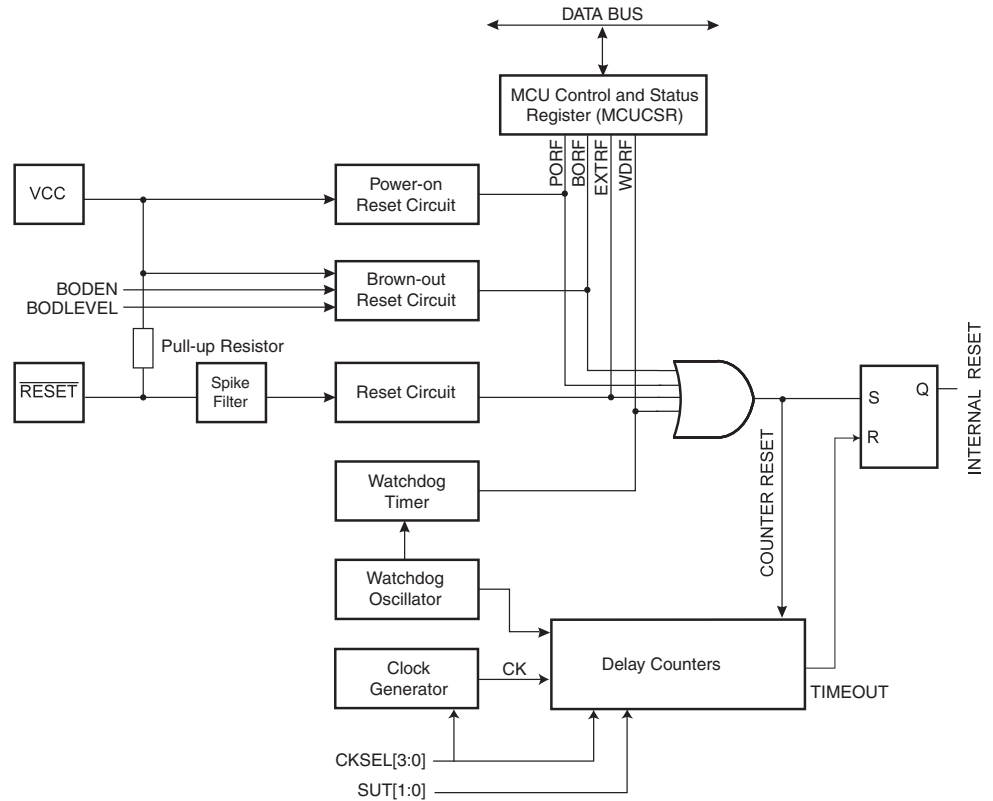 DATA BUS
MCU Control and Status
Register (MCUCSR)
PORF
BORF
EXTRF
WDRF
VCC
Power-on
Reset Circuit
BODEN
BODLEVEL
Brown-out
Reset Circuit
Pull-up Resistor
RESET
Spike
Filter
Reset Circuit
S
Q
R
INTERNAL RESET
COUNTER RESET
Watchdog
Timer
Watchdog
Oscillator
Clock
Generator
CK
Delay Counters
TIMEOUT
CKSEL[3:0]
SUT[1:0]